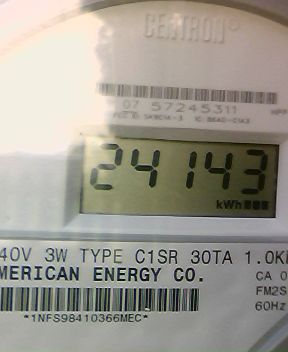 CENTRON®
07 57245311
24143
kWh
40V 3W TYPE C1SR 30TA 1.0K
MERICAN ENERGY CO.
CA 0
FM2S
60Hz
*1NFS98410366MEC*